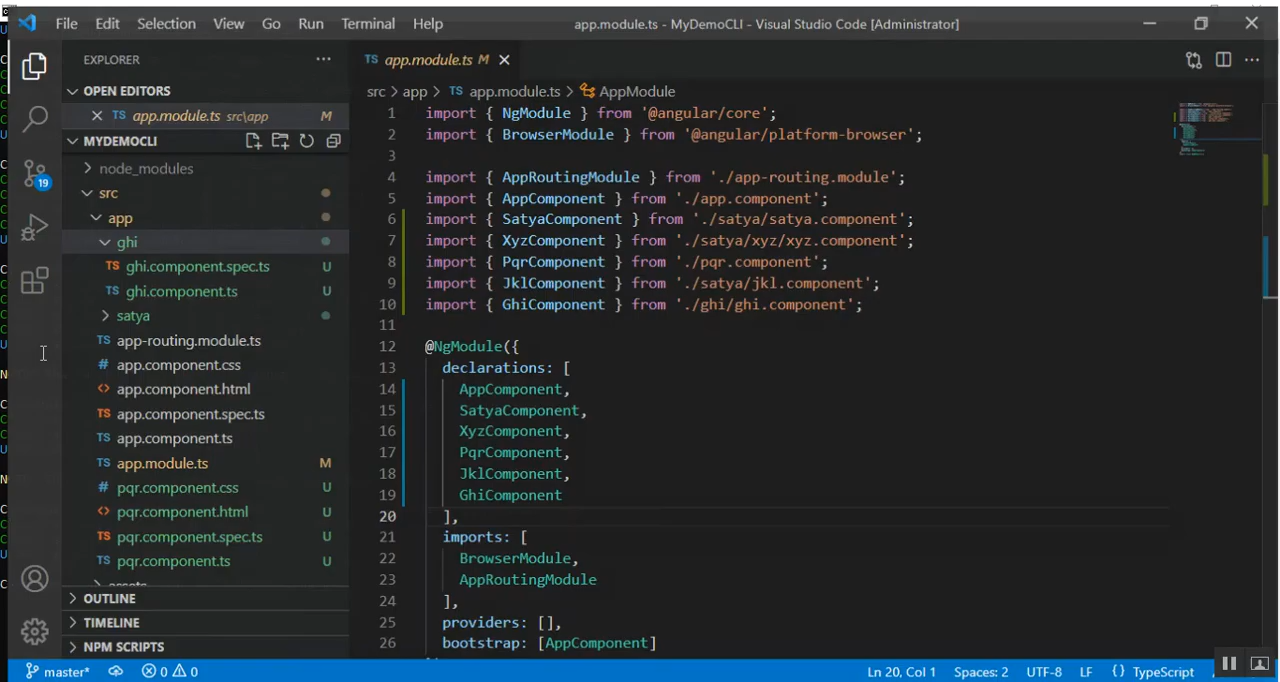 File Edit Selection View Go Run Terminal Help app.module.ts - MyDemoCLI - Visual Studio Code [Administrator]
EXPLORER
OPEN EDITORS
TS app.module.ts src\app M
MYDEMOCLI
node_modules
src
app
ghi
TS ghi.component.spec.ts U
TS ghi.component.ts U
satya
TS app-routing.module.ts
# app.component.css
<> app.component.html
TS app.component.spec.ts
TS app.component.ts
TS app.module.ts M
# pqr.component.css U
<> pqr.component.html U
TS pqr.component.spec.ts U
TS pqr.component.ts U
assets
OUTLINE
TIMELINE
NPM SCRIPTS
19
TS app.module.ts M
src > app > TS app.module.ts > AppModule
1 import { NgModule } from '@angular/core';
2 import { BrowserModule } from '@angular/platform-browser';
3
4 import { AppRoutingModule } from './app-routing.module';
5 import { AppComponent } from './app.component';
6 import { SatyaComponent } from './satya/satya.component';
7 import { XyzComponent } from './satya/xyz/xyz.component';
8 import { PqrComponent } from './pqr.component';
9 import { JklComponent } from './satya/jkl.component';
10 import { GhiComponent } from './ghi/ghi.component';
11
12 @NgModule({
13 declarations: [
14 AppComponent,
15 SatyaComponent,
16 XyzComponent,
17 PqrComponent,
18 JklComponent,
19 GhiComponent
20 ],
21 imports: [
22 BrowserModule,
23 AppRoutingModule
24 ],
25 providers: [],
26 bootstrap: [AppComponent]
master* 0 0 Ln 20, Col 1 Spaces: 2 UTF-8 LF {} TypeScript